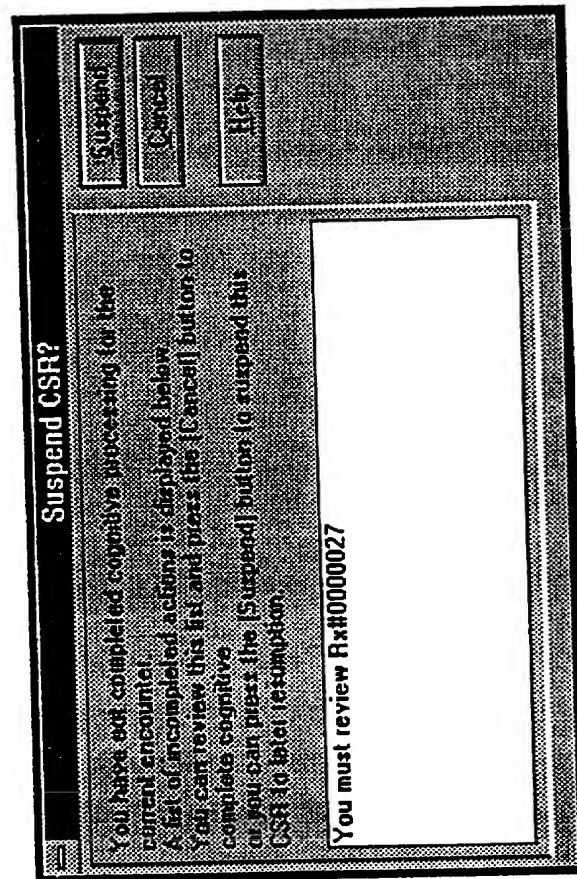 Suspend CSR?
You have not completed cognitive processing for the
current encounter.
A list of incompleted actions is displayed below.
You can review this list and press the [Cancel] button to
complete cognitive
or you can press the [Suspend] button to suspend this
CSR to later resumption.
You must review Rx#0000027
Suspend
Cancel
Help